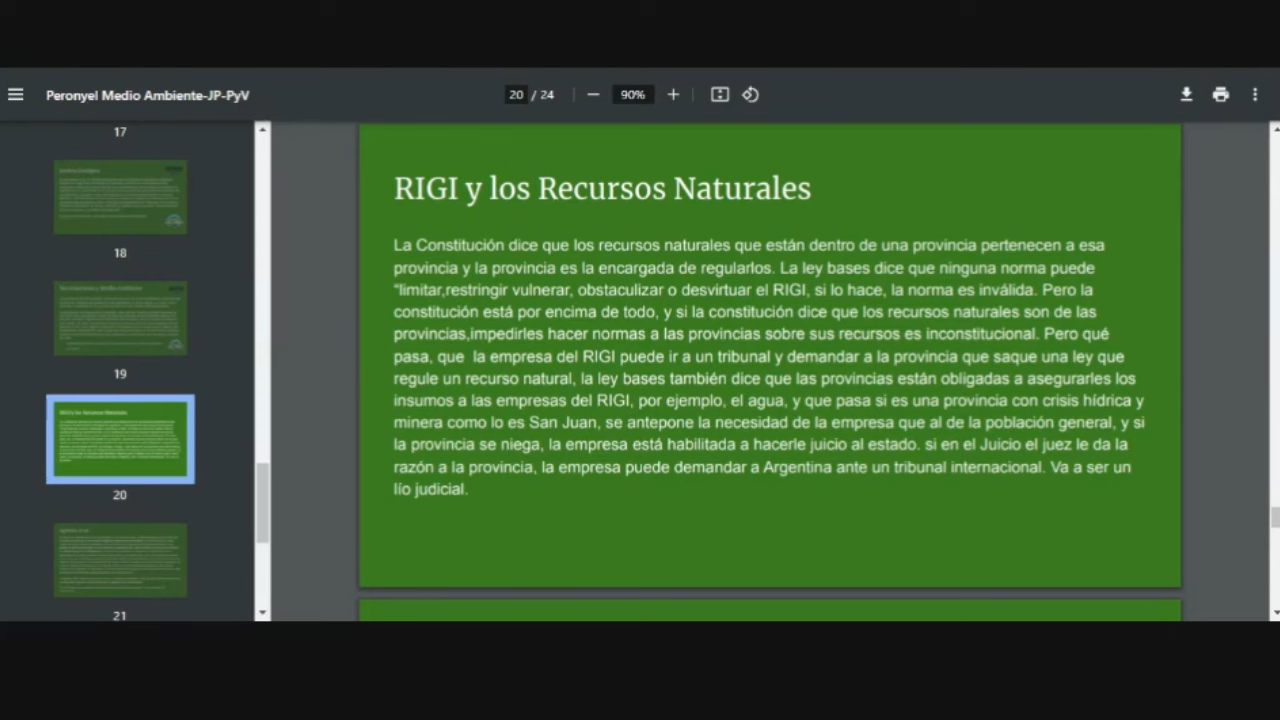 Peronyel Medio Ambiente-JP-PyV
20 / 24
90%
17
18
19
20
21
RIGI y los Recursos Naturales
La Constitución dice que los recursos naturales que están dentro de una provincia pertenecen a esa
provincia y la provincia es la encargada de regularlos. La ley bases dice que ninguna norma puede
"limitar,restringir vulnerar, obstaculizar o desvirtuar el RIGI, si lo hace, la norma es inválida. Pero la
constitución está por encima de todo, y si la constitución dice que los recursos naturales son de las
provincias,impedirles hacer normas a las provincias sobre sus recursos es inconstitucional. Pero qué
pasa, que la empresa del RIGI puede ir a un tribunal y demandar a la provincia que saque una ley que
regule un recurso natural, la ley bases también dice que las provincias están obligadas a asegurarles los
insumos a las empresas del RIGI, por ejemplo, el agua, y que pasa si es una provincia con crisis hídrica y
minera como lo es San Juan, se antepone la necesidad de la empresa que al de la población general, y si
la provincia se niega, la empresa está habilitada a hacerle juicio al estado. si en el Juicio el juez le da la
razón a la provincia, la empresa puede demandar a Argentina ante un tribunal internacional. Va a ser un
lío judicial.